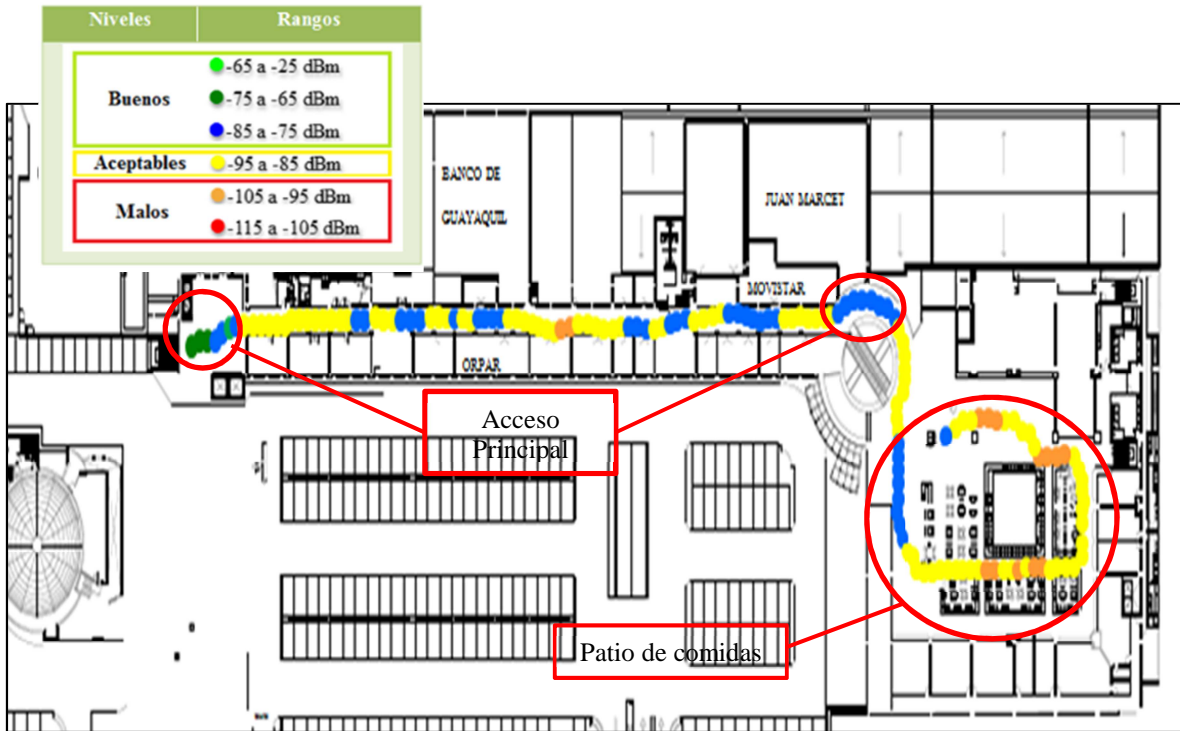 Niveles Rangos
Buenos
-65 a -25 dBm
-75 a -65 dBm
-85 a -75 dBm
Aceptables -95 a -85 dBm
Malos
-105 a -95 dBm
-115 a -105 dBm
BANCO DE
GUAYAQUIL
JUAN MARCET
MOVISTAR
ORPAR
Acceso
Principal
Patio de comidas